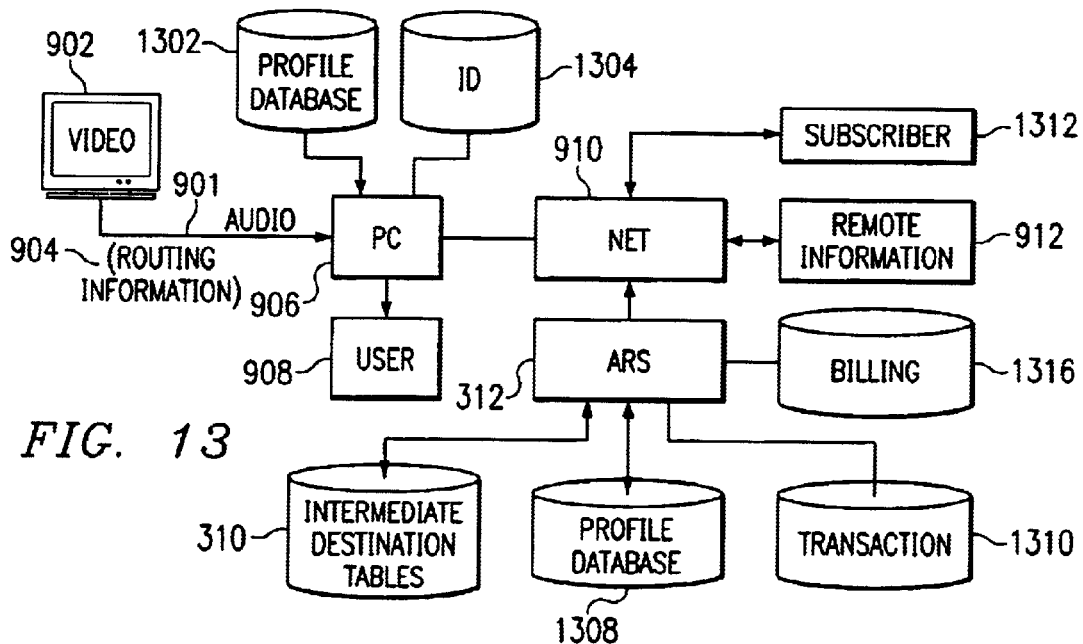 1302
902
PROFILE
DATABASE
ID
1304
VIDEO
901
AUDIO
904
(ROUTING
INFORMATION)
PC
906
910
NET
SUBSCRIBER
1312
REMOTE
INFORMATION
912
USER
908
ARS
312
BILLING
1316
FIG. 13
310
INTERMEDIATE
DESTINATION
TABLES
PROFILE
DATABASE
1308
TRANSACTION
1310